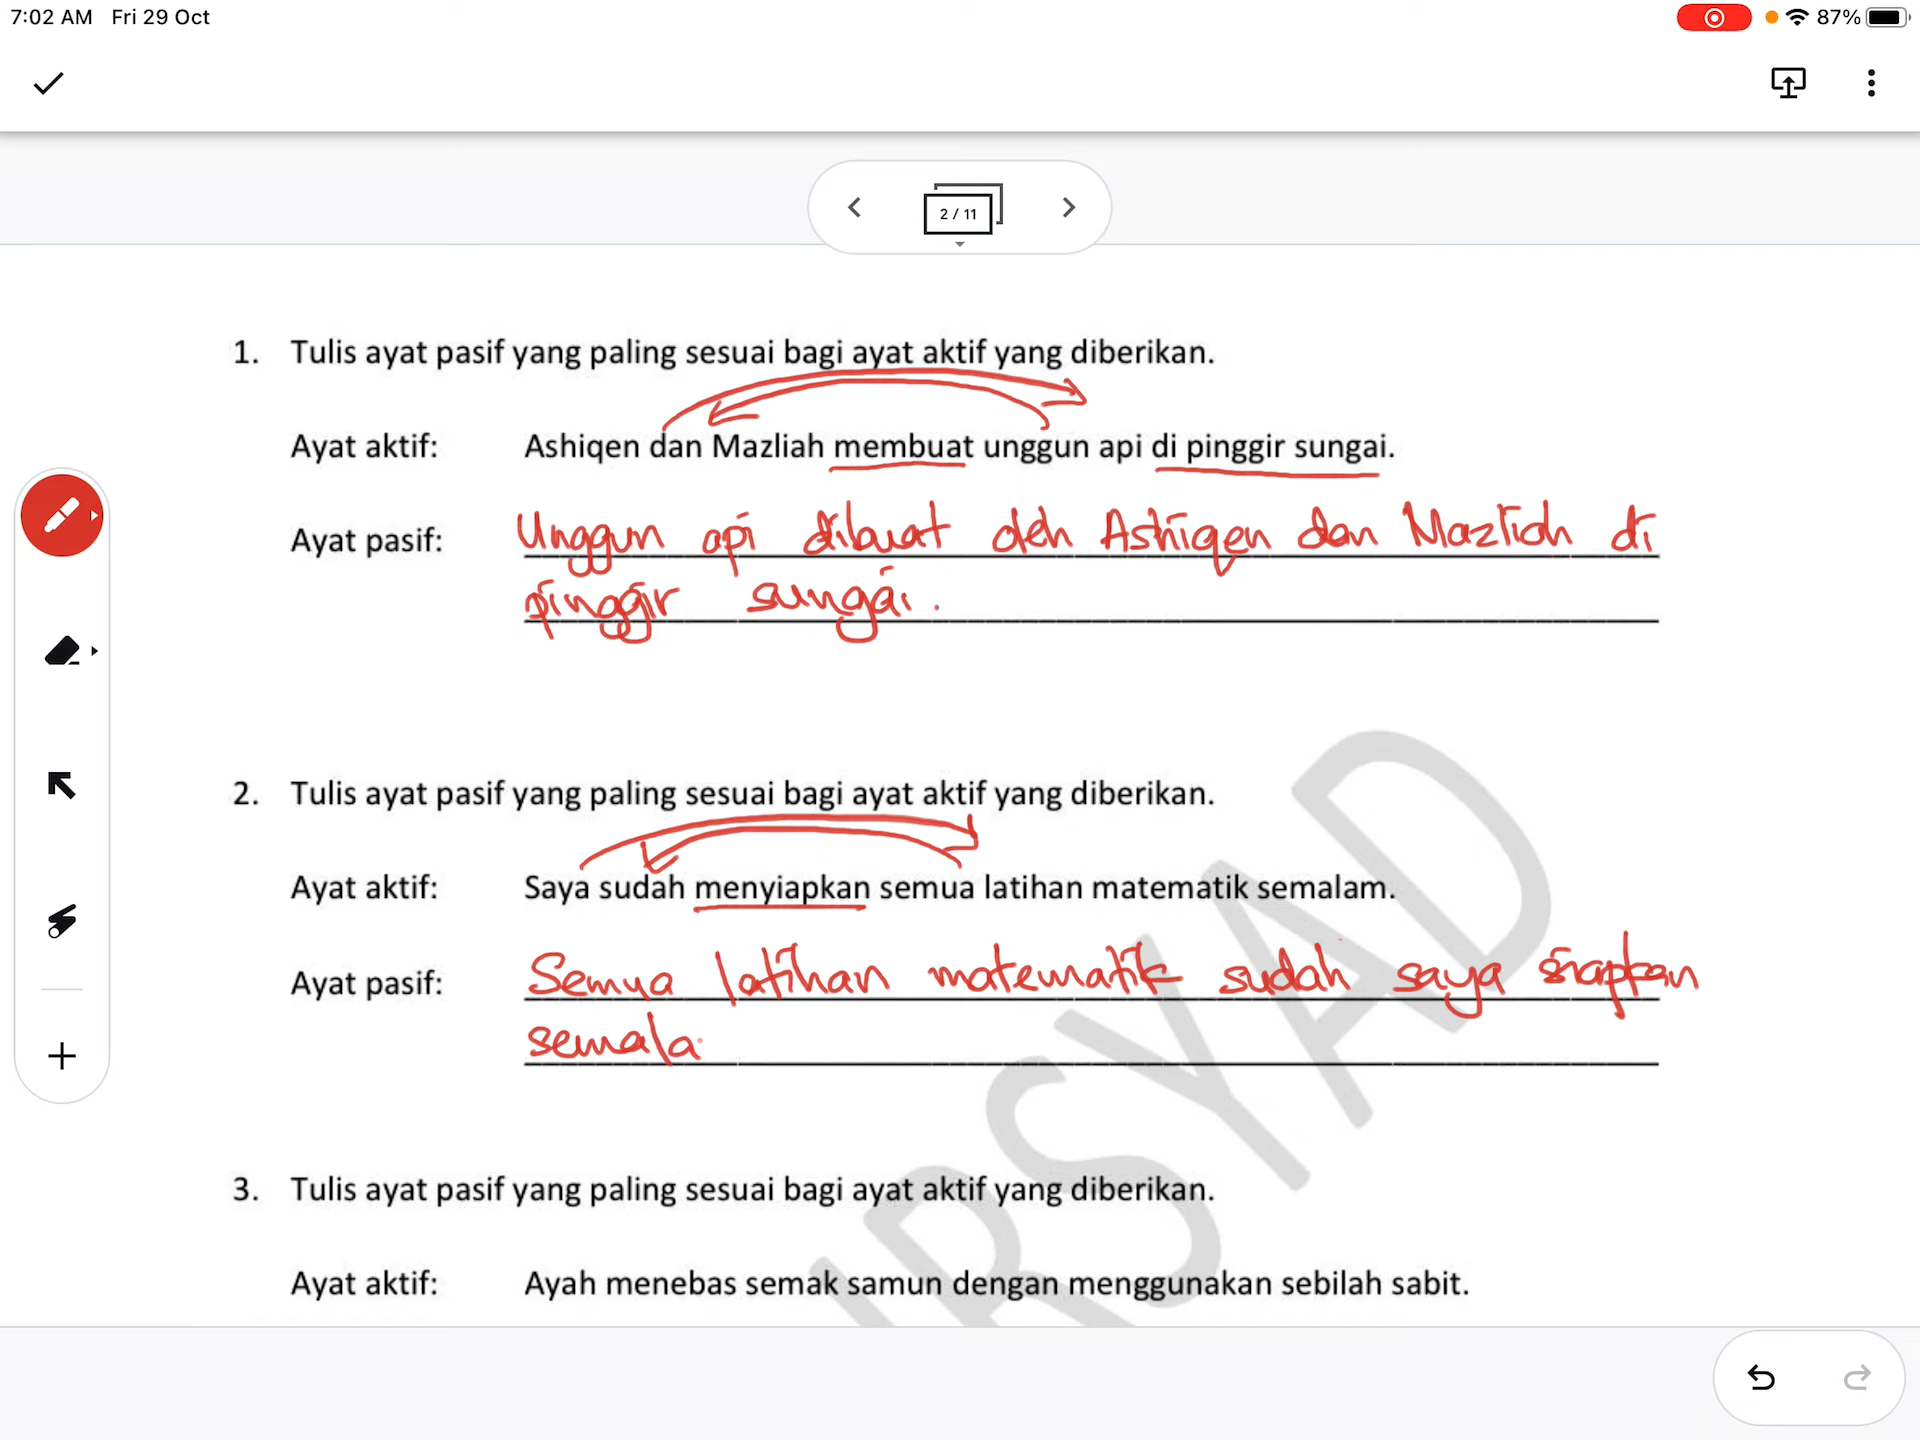 7:02 AM Fri 29 Oct
87%
2 / 11
1. Tulis ayat pasif yang paling sesuai bagi ayat aktif yang diberikan.
Ayat aktif: Ashiqen dan Mazliah membuat unggun api di pinggir sungai.
Ayat pasif: Unggun api dibuat oleh Ashiqen dan Mazliah di
pinggir sungai.
2. Tulis ayat pasif yang paling sesuai bagi ayat aktif yang diberikan.
Ayat aktif: Saya sudah menyiapkan semua latihan matematik semalam.
Ayat pasif: Semua latihan matematik sudah saya siapkan
semala
3. Tulis ayat pasif yang paling sesuai bagi ayat aktif yang diberikan.
Ayat aktif: Ayah menebas semak samun dengan menggunakan sebilah sabit.
IRSYAD